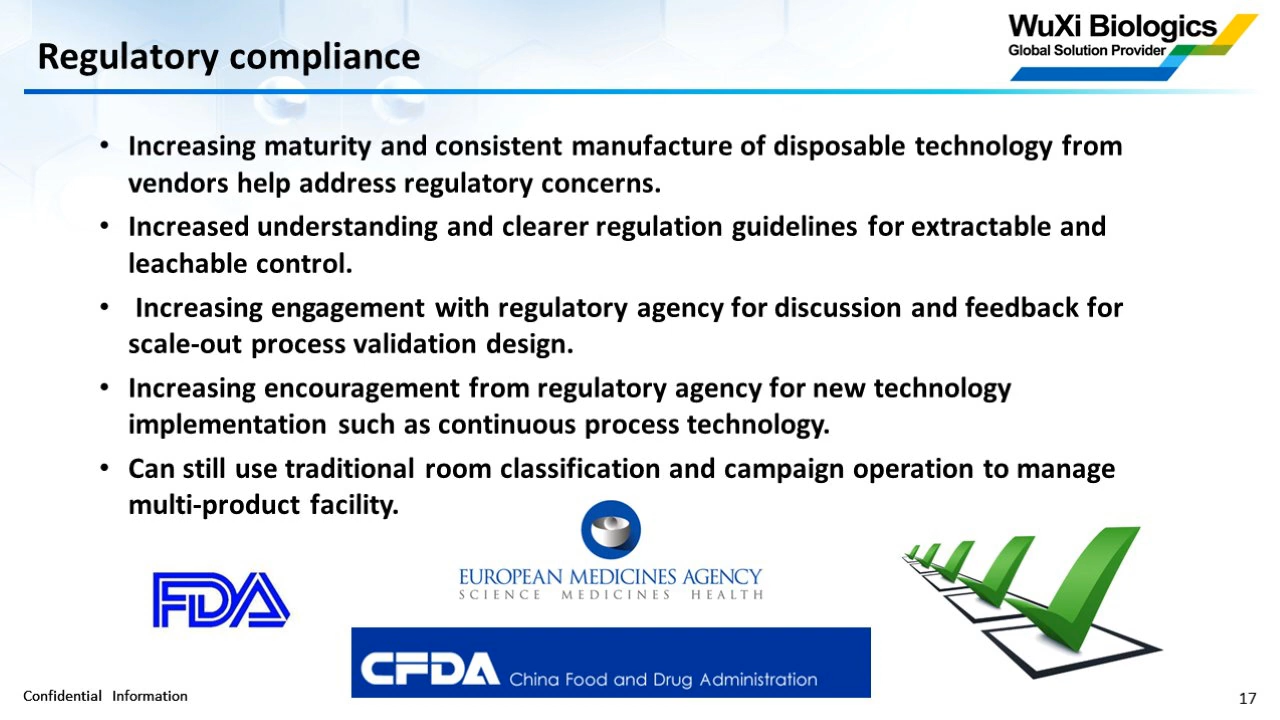 Regulatory compliance
WuXi Biologics
Global Solution Provider
• Increasing maturity and consistent manufacture of disposable technology from
vendors help address regulatory concerns.
• Increased understanding and clearer regulation guidelines for extractable and
leachable control.
• Increasing engagement with regulatory agency for discussion and feedback for
scale-out process validation design.
• Increasing encouragement from regulatory agency for new technology
implementation such as continuous process technology.
• Can still use traditional room classification and campaign operation to manage
multi-product facility.
FDA
EUROPEAN MEDICINES AGENCY
SCIENCE MEDICINES HEALTH
CFDA China Food and Drug Administration
Confidential Information
17